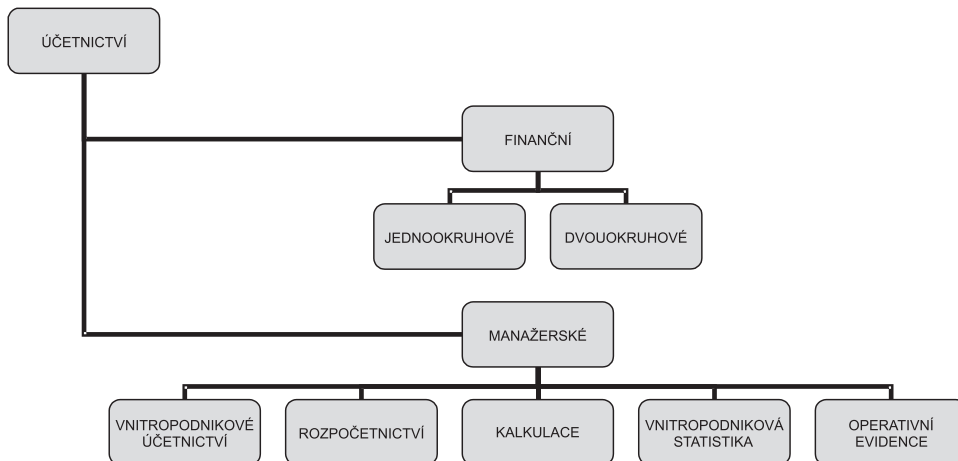 ÚČETNICTVÍ
FINANČNÍ
JEDNOOKRUHOVÉ
DVOUOKRUHOVÉ
MANAŽERSKÉ
VNITROPODNIKOVÉ
ÚČETNICTVÍ
ROZPOČETNICTVÍ
KALKULACE
VNITROPODNIKOVÁ
STATISTIKA
OPERATIVNÍ
EVIDENCE